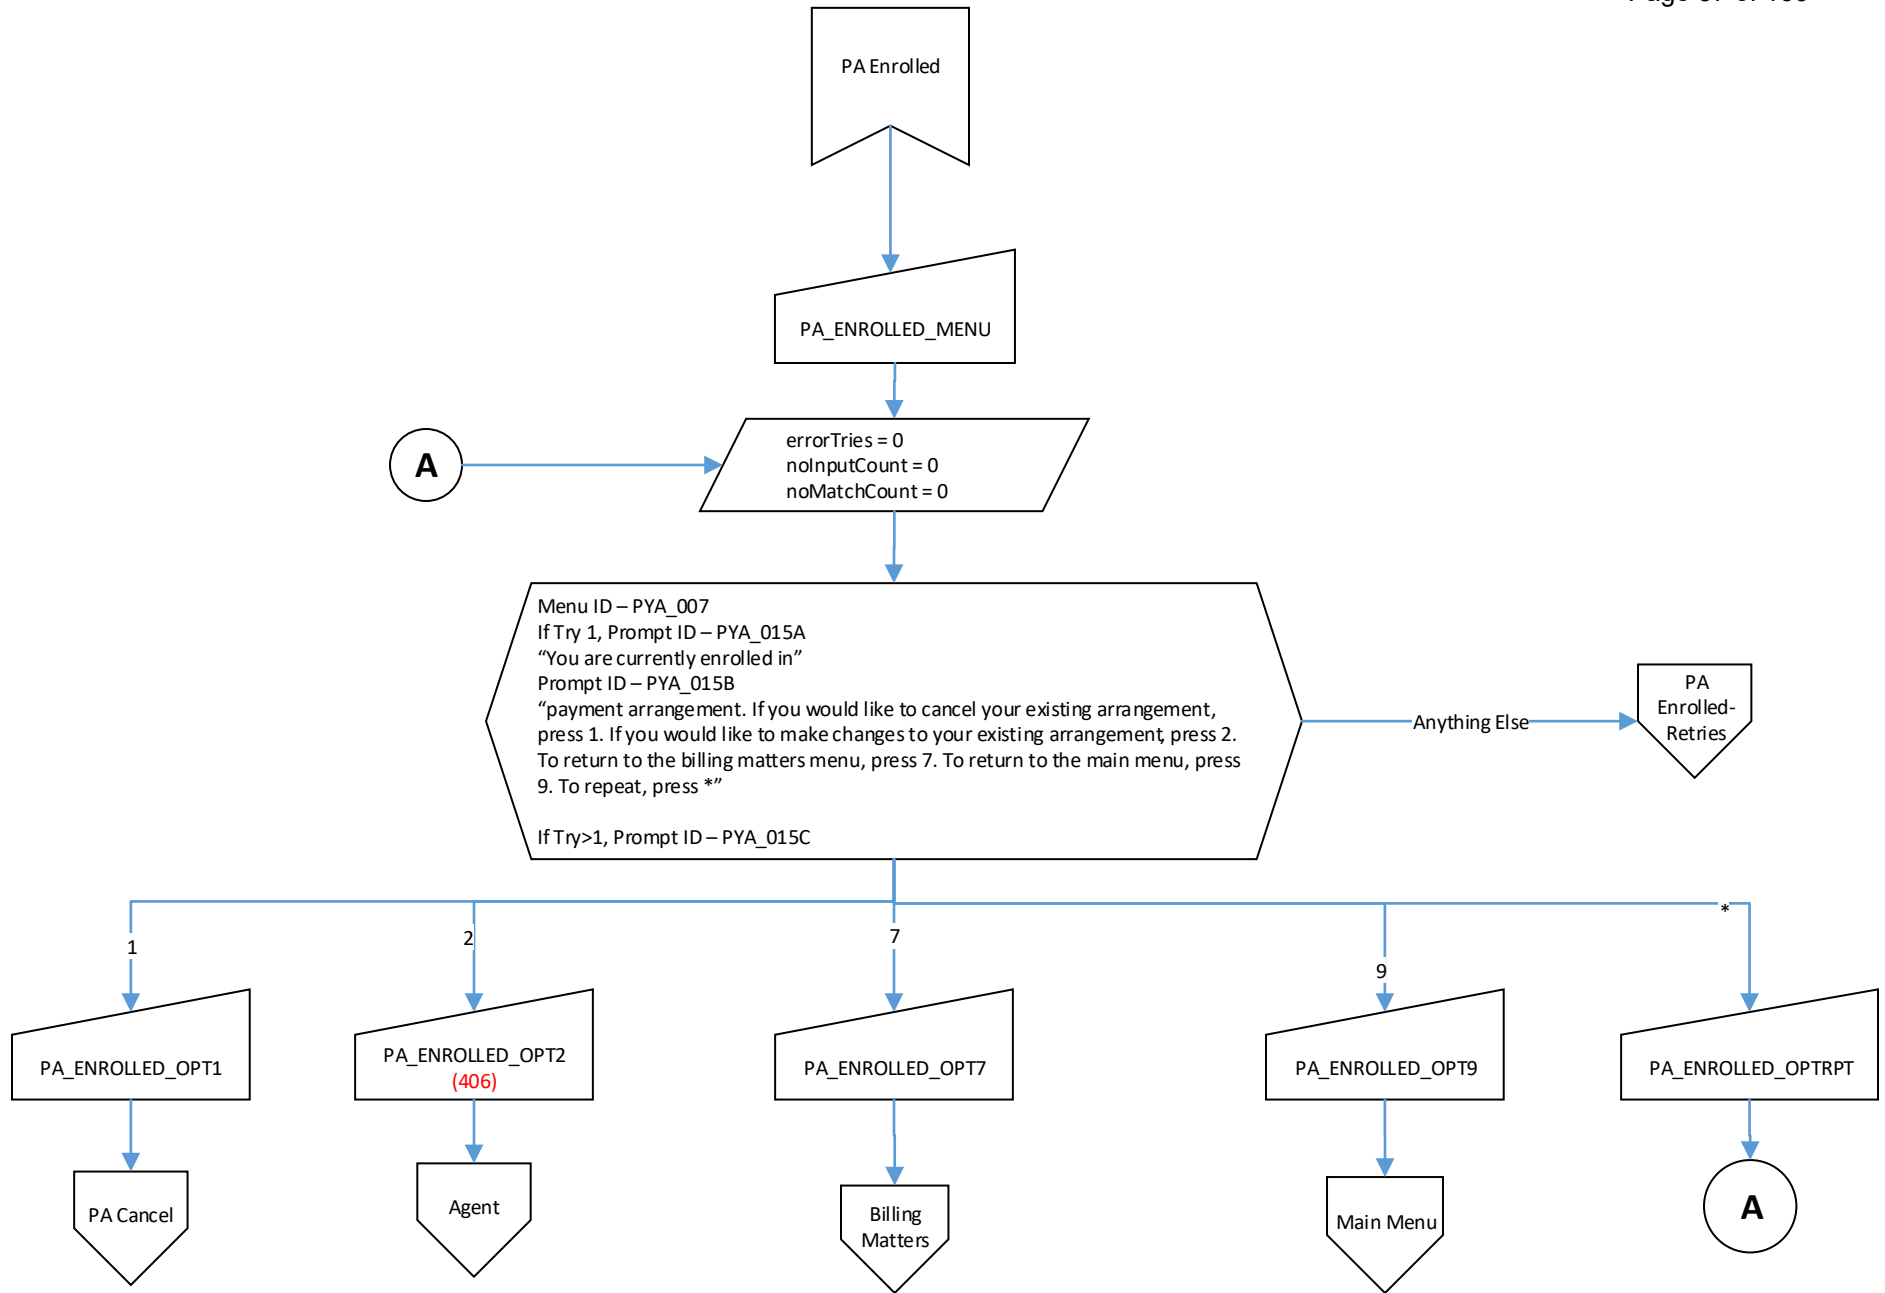 PA Enrolled
PA_ENROLLED_MENU
A
errorTries = 0
noInputCount = 0
noMatchCount = 0
Menu ID – PYA_007
If Try 1, Prompt ID – PYA_015A
“You are currently enrolled in”
Prompt ID – PYA_015B
“payment arrangement. If you would like to cancel your existing arrangement,
press 1. If you would like to make changes to your existing arrangement, press 2.
To return to the billing matters menu, press 7. To return to the main menu, press
9. To repeat, press *”
If Try>1, Prompt ID – PYA_015C
Anything Else
PA
Enrolled-
Retries
1
2
7
9
*
PA_ENROLLED_OPT1
PA_ENROLLED_OPT2
(406)
PA_ENROLLED_OPT7
PA_ENROLLED_OPT9
PA_ENROLLED_OPTRPT
PA Cancel
Agent
Billing
Matters
Main Menu
A